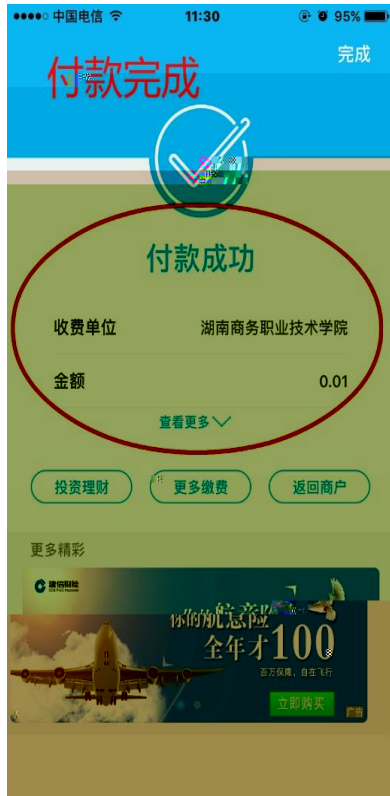 中国电信 11:30 95%
完成
付款完成
付款成功
收费单位 湖南商务职业技术学院
金额 0.01
查看更多
投资理财 更多缴费 返回商户
更多精彩
建信财险
你的航意险
全年才100
百万保障，自在飞行
立即购买
广告